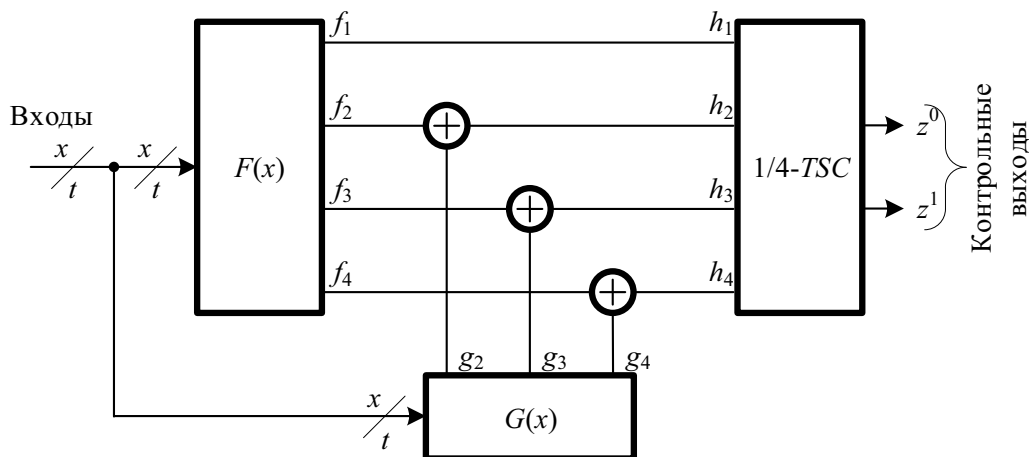 f1 h1
f2 h2
Входы
x x
t t
F(x)
1/4-TSC
z0
z1
Контрольные
выходы
f3 h3
f4 h4
g2 g3 g4
x
t
G(x)